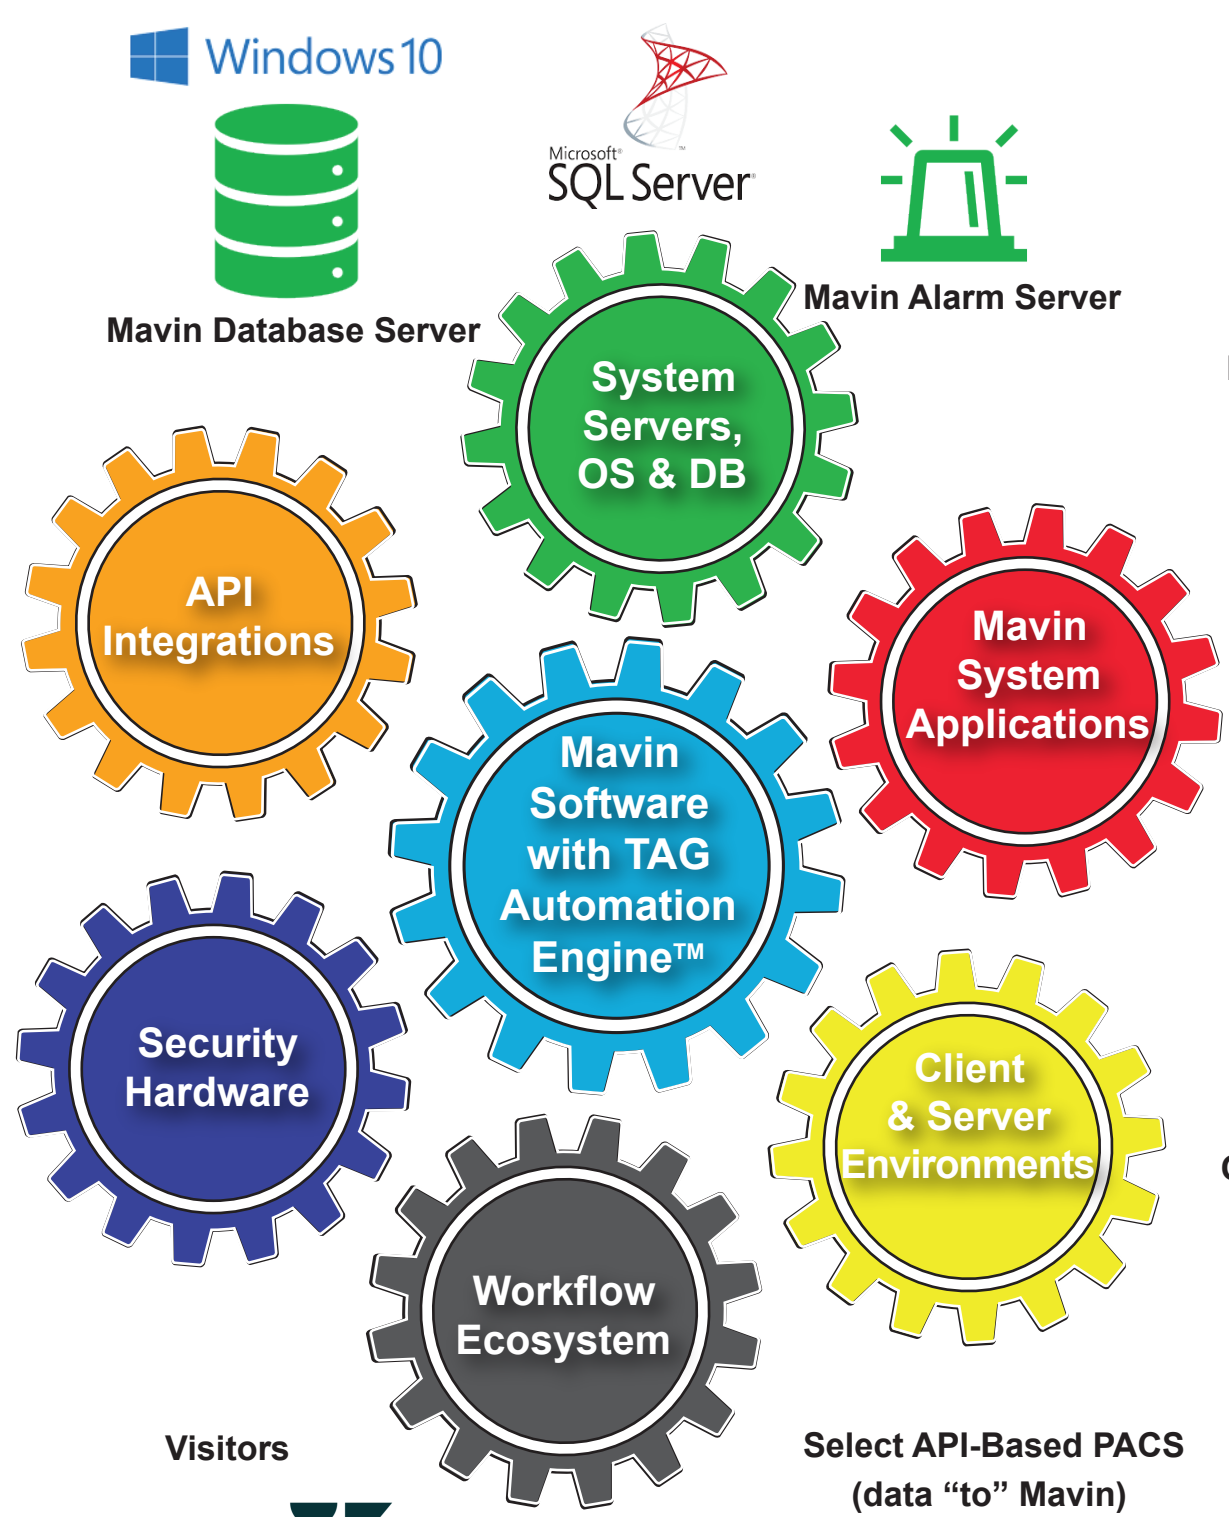 Windows 10
Microsoft®
SQL Server®
™
Mavin Database Server
Mavin Alarm Server
System
Servers,
OS & DB
API
Integrations
Mavin
System
Applications
Mavin
Software
with TAG
Automation
Engine™
Security
Hardware
Client
& Server
Environments
Workflow
Ecosystem
Visitors
Select API-Based PACS
(data “to” Mavin)